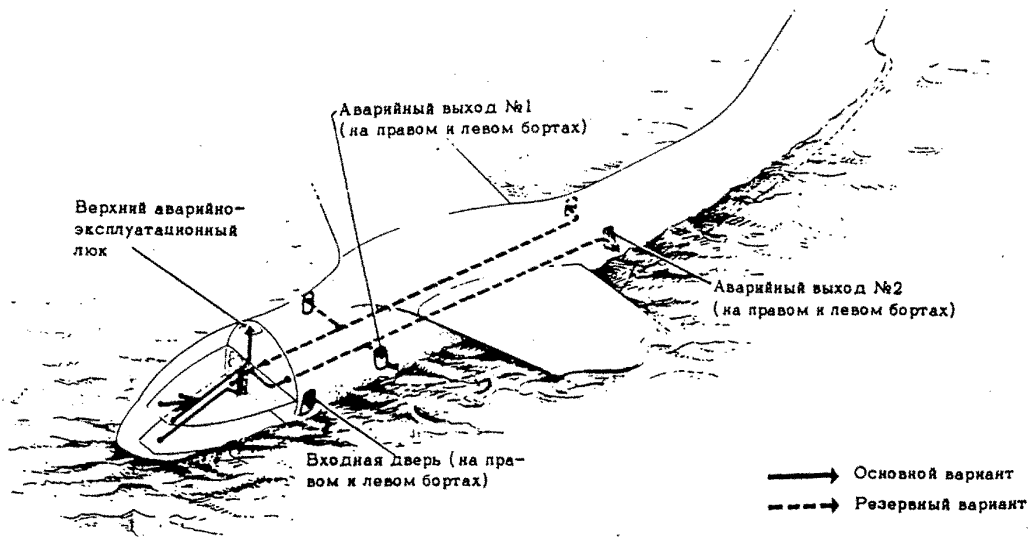 Аварийный выход №1
(на правом и левом бортах)
Верхний аварийно-
эксплуатационный
люк
Аварийный выход №2
(на правом и левом бортах)
Входная дверь (на пра-
вом и левом бортах)
Основной вариант
Резервный вариант